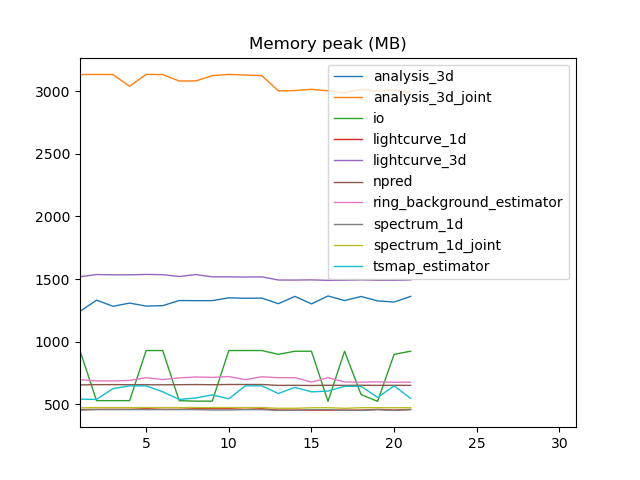 Memory peak (MB)
3000
2500
2000
1500
1000
500
5
10
15
20
25
30
analysis_3d
analysis_3d_joint
io
lightcurve_1d
lightcurve_3d
npred
ring_background_estimator
spectrum_1d
spectrum_1d_joint
tsmap_estimator